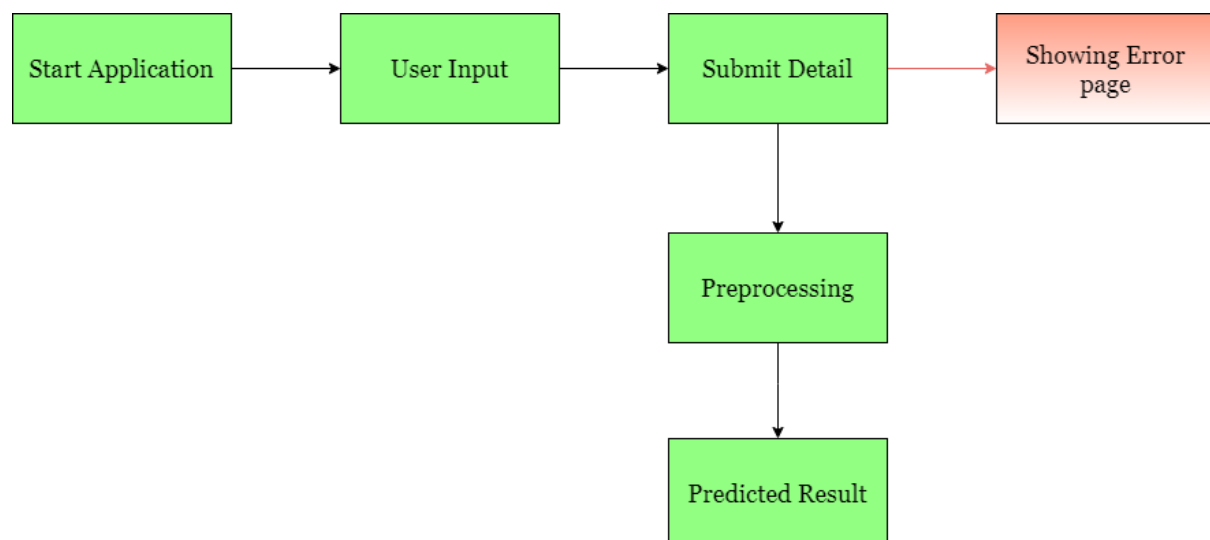 Start Application
User Input
Submit Detail
Showing Error
page
Preprocessing
Predicted Result